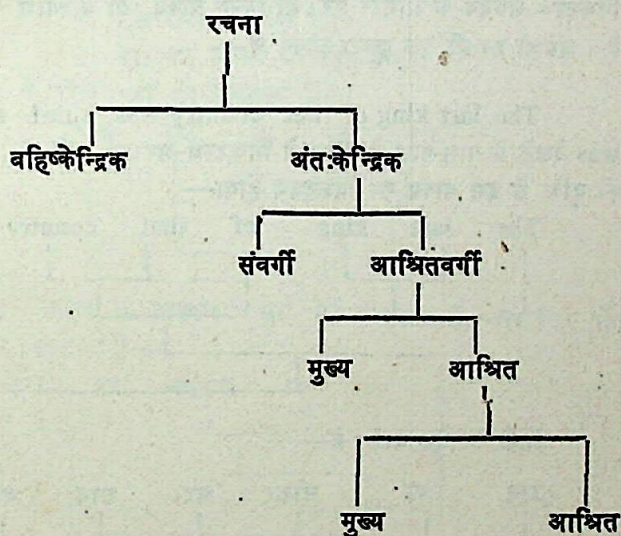 रचना
वहिष्केन्द्रिक अंतःकेन्द्रिक
संवर्गी आश्रितवर्गी
मुख्य आश्रित
मुख्य आश्रित